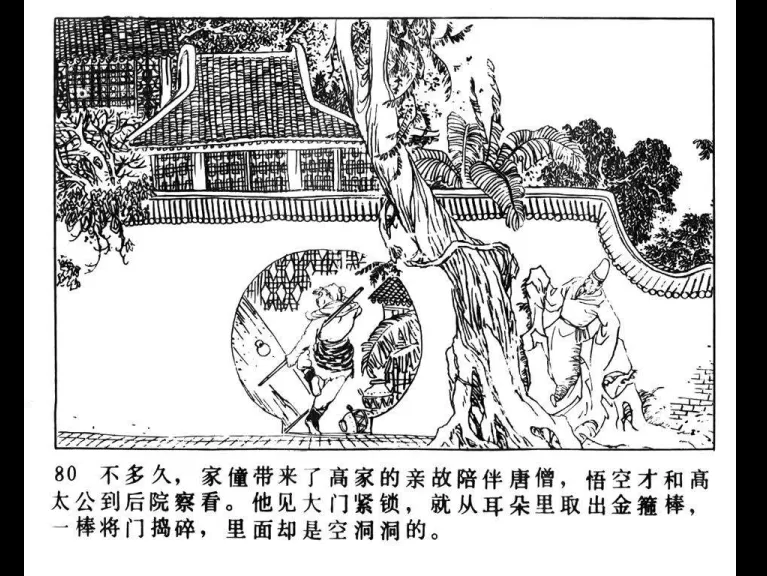 80 不多久，家僮带来了高家的亲故陪伴唐僧，悟空才和高
太公到后院察看。他见大门紧锁，就从耳朵里取出金箍棒，
一棒将门捣碎，里面却是空洞洞的。